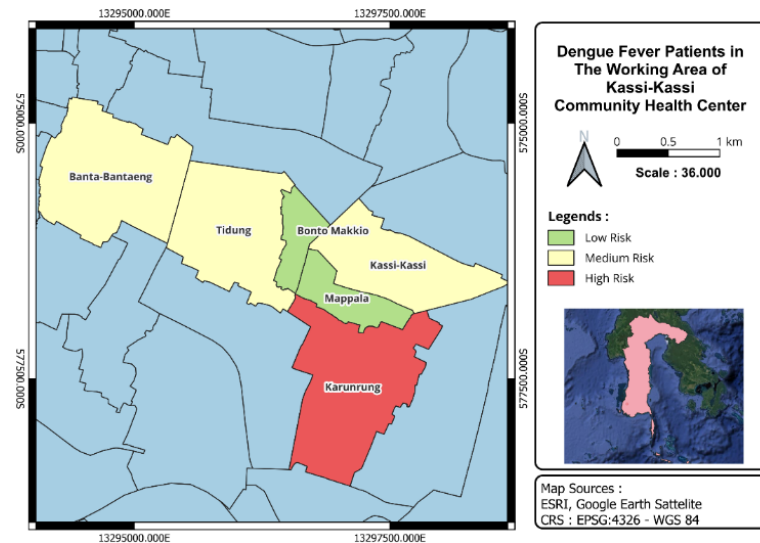 13295000.000E
13297500.000E
575000.000S
575000.000S
577500.000S
577500.000S
Banta-Bantaeng
Tidung
Bonto Makkio
Kassi-Kassi
Mappala
Karunrung
13295000.000E
13297500.000E
Dengue Fever Patients in
The Working Area of
Kassi-Kassi
Community Health Center
N
0 0.5 1 km
Scale : 36.000
Legends :
Low Risk
Medium Risk
High Risk
Map Sources :
ESRI, Google Earth Sattelite
CRS : EPSG:4326 - WGS 84